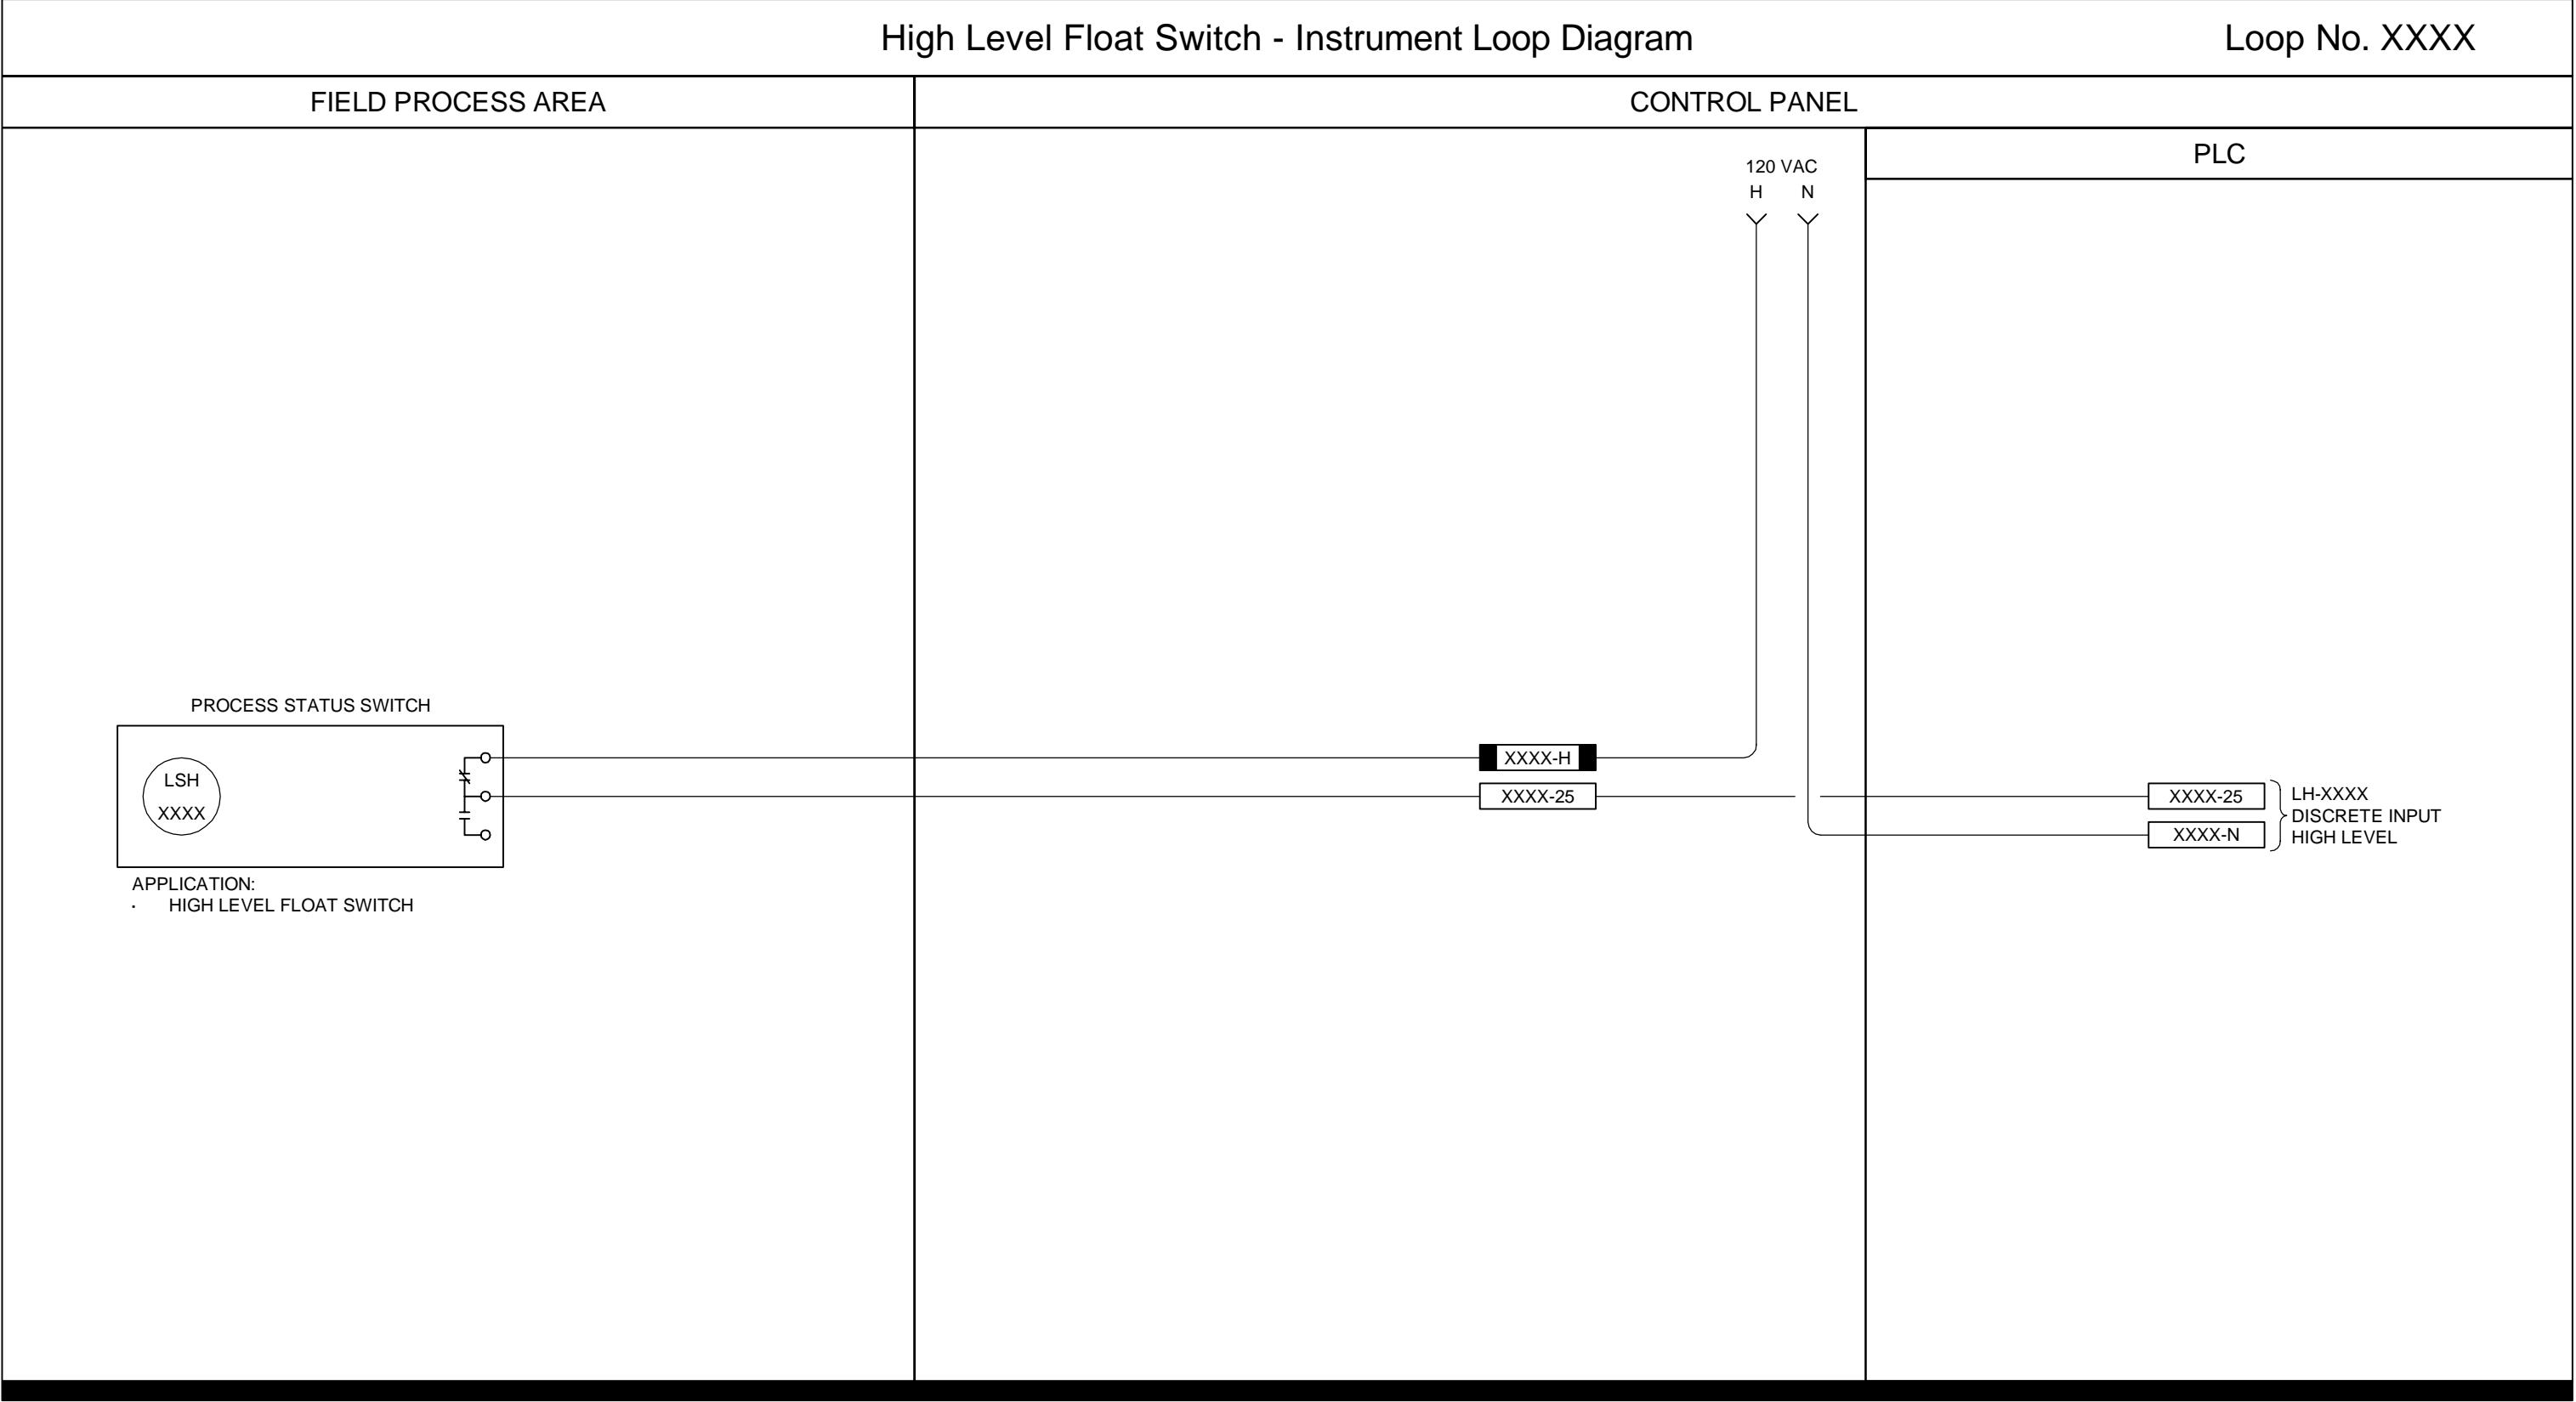 High Level Float Switch - Instrument Loop Diagram
Loop No. XXXX
FIELD PROCESS AREA
CONTROL PANEL
PLC
120 VAC
H N
PROCESS STATUS SWITCH
LSH
XXXX
APPLICATION:
· HIGH LEVEL FLOAT SWITCH
XXXX-H
XXXX-25
XXXX-25
XXXX-N
LH-XXXX
DISCRETE INPUT
HIGH LEVEL